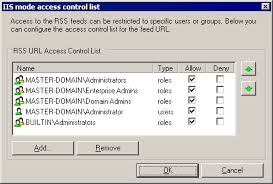 IIS mode access control list
Access to the RSS feeds can be restricted to specific users or groups. Below you
can configure the access control list for the feed URL.
RSS URL Access Control List
Name Type Allow Deny
MASTER-DOMAIN\Administrators roles
MASTER-DOMAIN\Enterprise Admins roles
MASTER-DOMAIN\Domain Admins roles
MASTER-DOMAIN\Administrator users
BUILTIN\Administrators roles
Add... Remove
OK Cancel